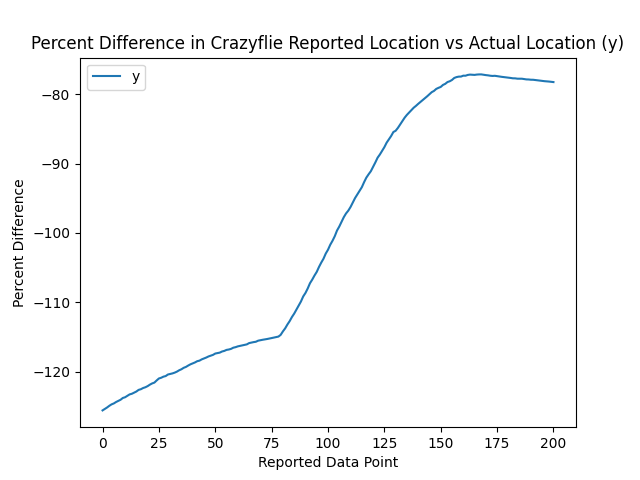 Percent Difference in Crazyflie Reported Location vs Actual Location (y)
y
−80
−90
−100
−110
−120
Percent Difference
0 25 50 75 100 125 150 175 200
Reported Data Point